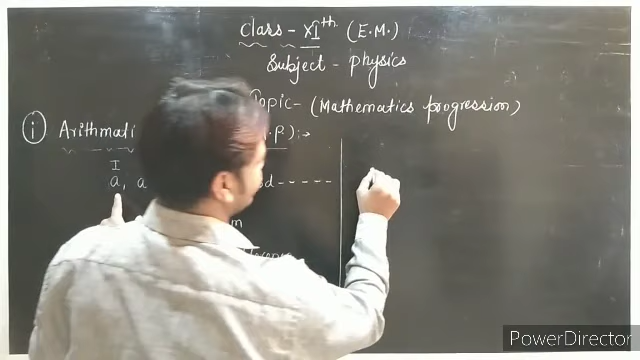 Class - XIth (E.M.)
Subject - physics
Topic - (Mathematics progression)
(i) Arithmati P) :→
I
a, a d - - - - -
PowerDirector